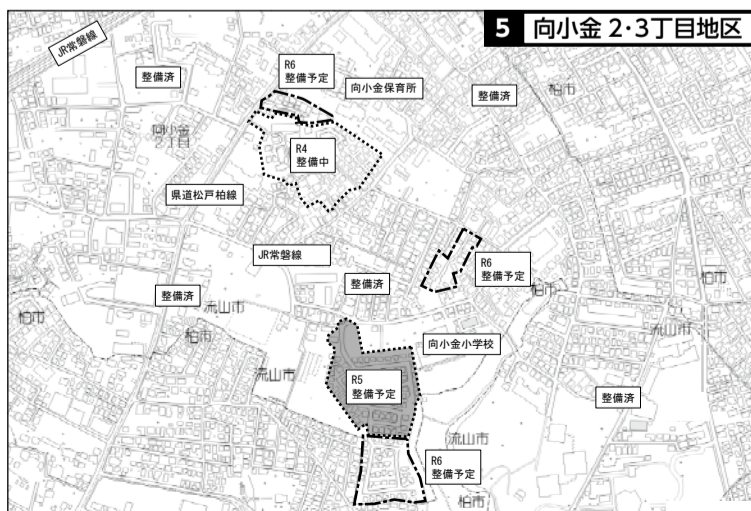 5 向小金 2・3丁目地区
JR常磐線
整備済
R6
整備予定
向小金保育所
整備済
柏市
向小金
2丁目
R4
整備中
県道松戸柏線
JR常磐線
R6
整備予定
整備済
整備済
流山市
柏市
柏市
柏市
柏市
流山市
向小金小学校
流山市
R5
整備予定
整備済
流山市
R6
整備予定
柏市